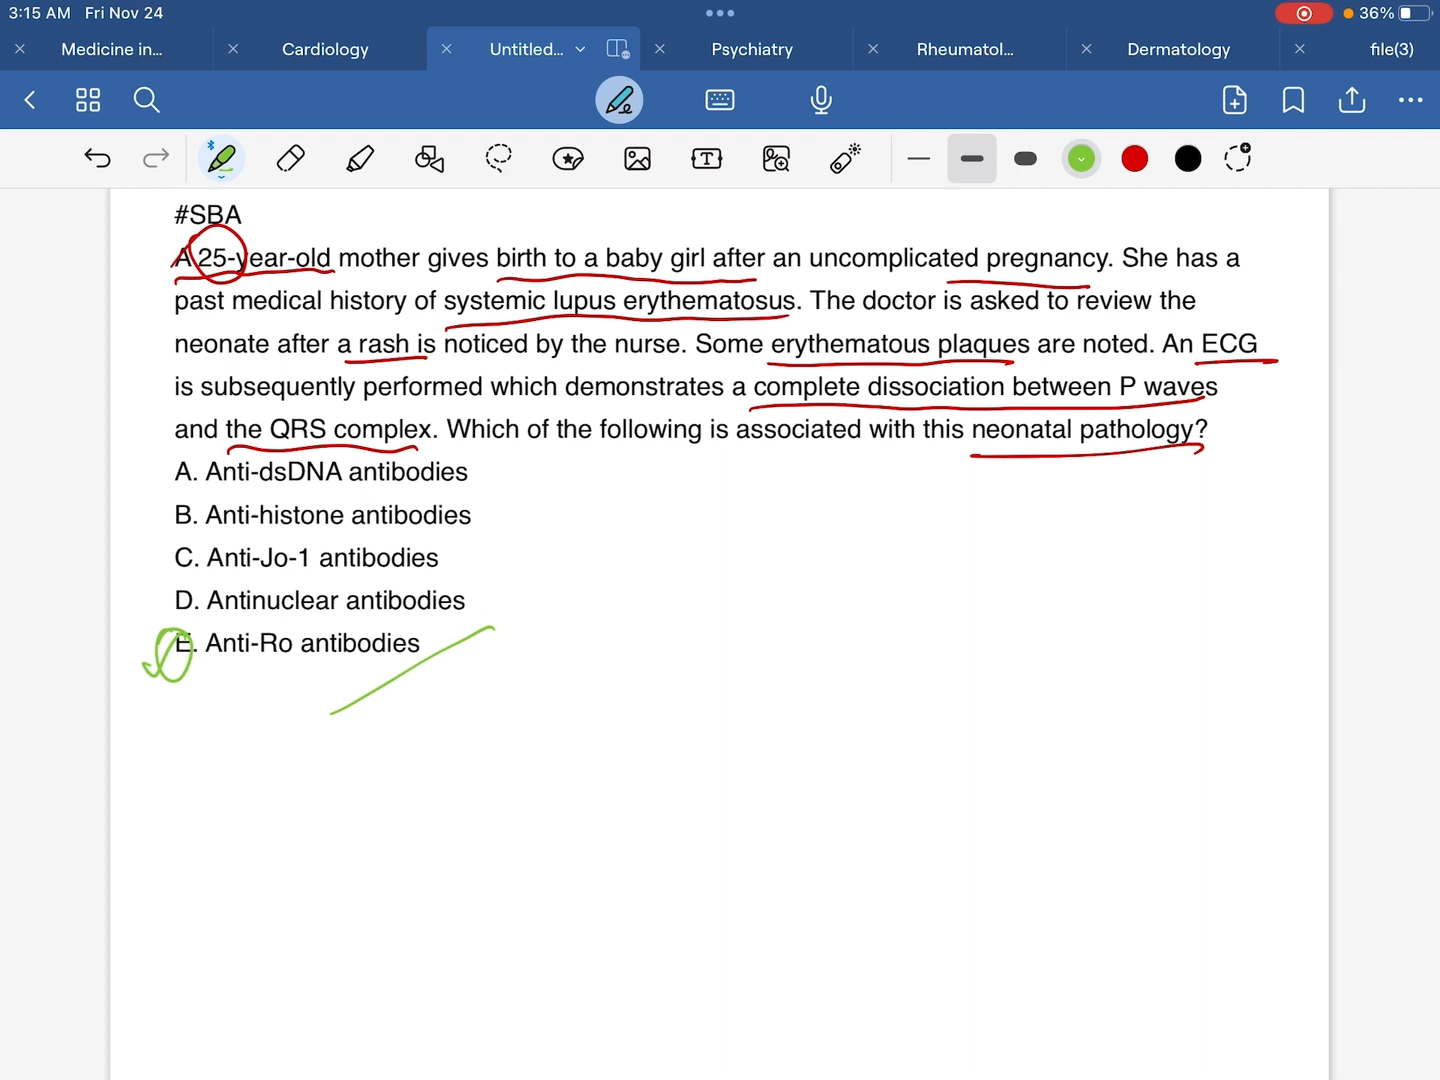 3:15 AM Fri Nov 24
36%
Medicine in...
Cardiology
Untitled...
Psychiatry
Rheumatol...
Dermatology
file(3)
#SBA
A 25-year-old mother gives birth to a baby girl after an uncomplicated pregnancy. She has a
past medical history of systemic lupus erythematosus. The doctor is asked to review the
neonate after a rash is noticed by the nurse. Some erythematous plaques are noted. An ECG
is subsequently performed which demonstrates a complete dissociation between P waves
and the QRS complex. Which of the following is associated with this neonatal pathology?
A. Anti-dsDNA antibodies
B. Anti-histone antibodies
C. Anti-Jo-1 antibodies
D. Antinuclear antibodies
E. Anti-Ro antibodies